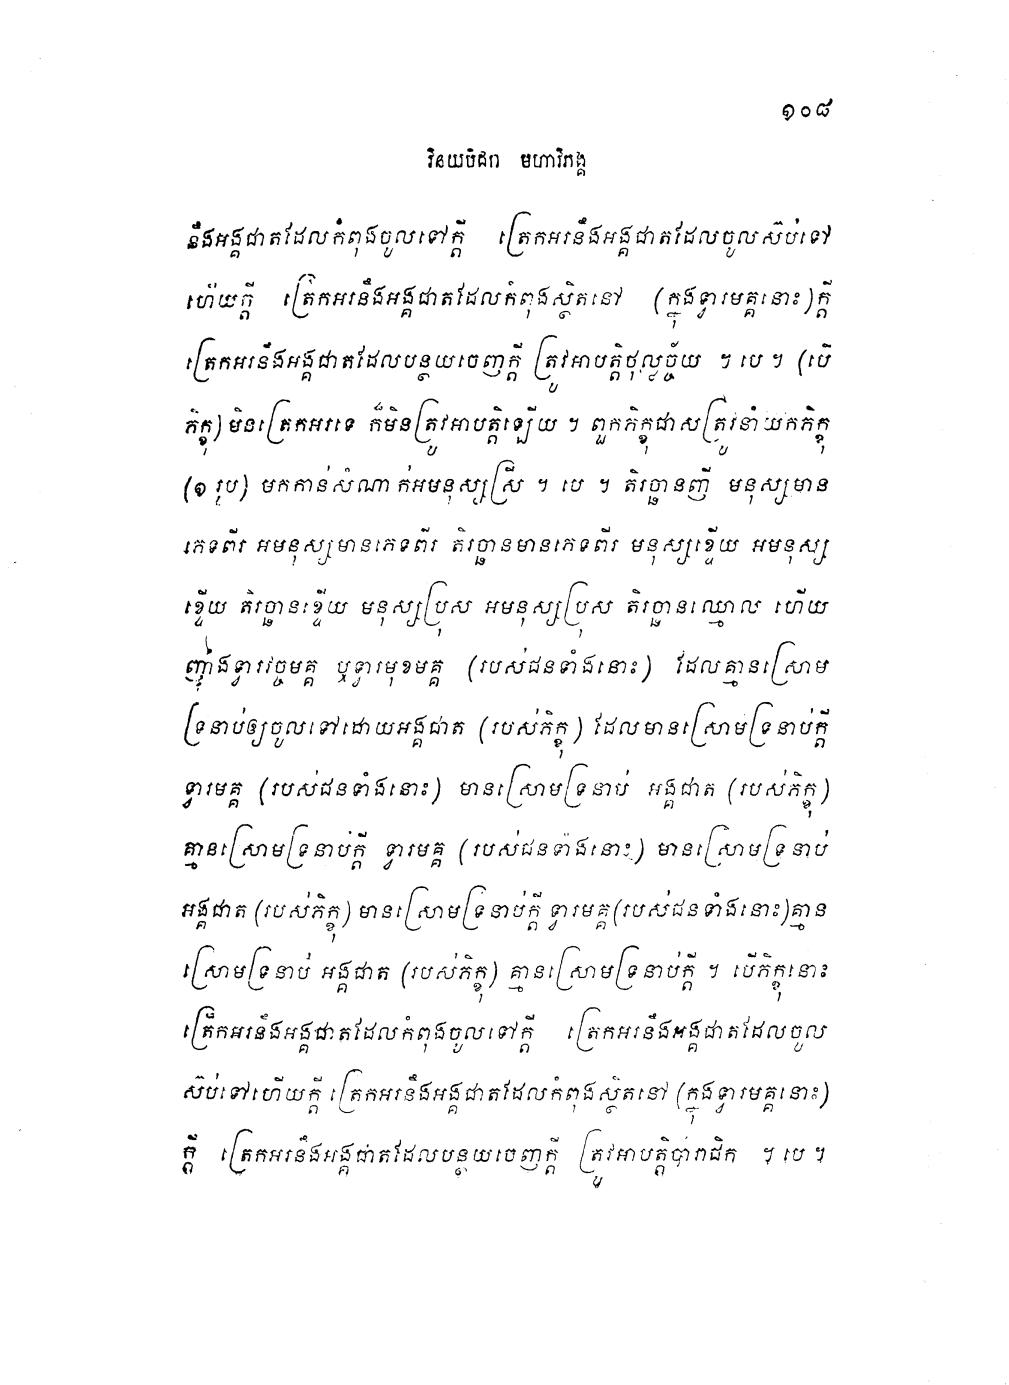 ១០៨
វិនយបិដក មហាវិភង្គ
នឹងអង្គជាតដែលកំពុងចូលទៅក្តី ត្រេកអរនឹងអង្គជាតដែលចូលស៊ប់ទៅ
ហើយក្តី ត្រេកអរនឹងអង្គជាតដែលកំពុងស្ថិតនៅ (ក្នុងទ្វារមគ្គនោះ)ក្តី
ត្រេកអរនឹងអង្គជាតដែលបន្ថយចេញក្តី ត្រូវអាបត្តិថុល្លច្ច័យ ។ បេ ។ (បើ
ភិក្ខុ) មិនត្រេកអរទេ ក៏មិនត្រូវអាបត្តិឡើយ ។ ពួកភិក្ខុជាសត្រូវនាំយកភិក្ខុ
(១ រូប) មកកាន់សំណាក់អមនុស្សស្រី ។ បេ ។ តិរច្ឆានញី មនុស្សមាន
ភេទពីរ អមនុស្សមានភេទពីរ តិរច្ឆានមានភេទពីរ មនុស្សខ្ទើយ អមនុស្ស
ខ្ទើយ តិរច្ឆានខ្ទើយ មនុស្សប្រុស អមនុស្សប្រុស តិរច្ឆានឈ្មោល ហើយ
ញ៉ាំងទ្វារវច្ចមគ្គ ឬទ្វារមុខមគ្គ (របស់ជនទាំងនោះ) ដែលគ្មានស្រោម
ទ្រនាប់ឲ្យចូលទៅដោយអង្គជាត (របស់ភិក្ខុ) ដែលមានស្រោមទ្រនាប់ក្តី
ទ្វារមគ្គ (របស់ជនទាំងនោះ) មានស្រោមទ្រនាប់ អង្គជាត (របស់ភិក្ខុ)
គ្មានស្រោមទ្រនាប់ក្តី ទ្វារមគ្គ (របស់ជនទាំងនោះ) មានស្រោមទ្រនាប់
អង្គជាត (របស់ភិក្ខុ) មានស្រោមទ្រនាប់ក្តី ទ្វារមគ្គ(របស់ជនទាំងនោះ)គ្មាន
ស្រោមទ្រនាប់ អង្គជាត (របស់ភិក្ខុ) គ្មានស្រោមទ្រនាប់ក្តី ។ បើភិក្ខុនោះ
ត្រេកអរនឹងអង្គជាតដែលកំពុងចូលទៅក្តី ត្រេកអរនឹងអង្គជាតដែលចូល
ស៊ប់ទៅហើយក្តី ត្រេកអរនឹងអង្គជាតដែលកំពុងស្ថិតនៅ (ក្នុងទ្វារមគ្គនោះ)
ក្តី ត្រេកអរនឹងអង្គជាតដែលបន្ថយចេញក្តី ត្រូវអាបត្តិបារាជិក ។ បេ ។